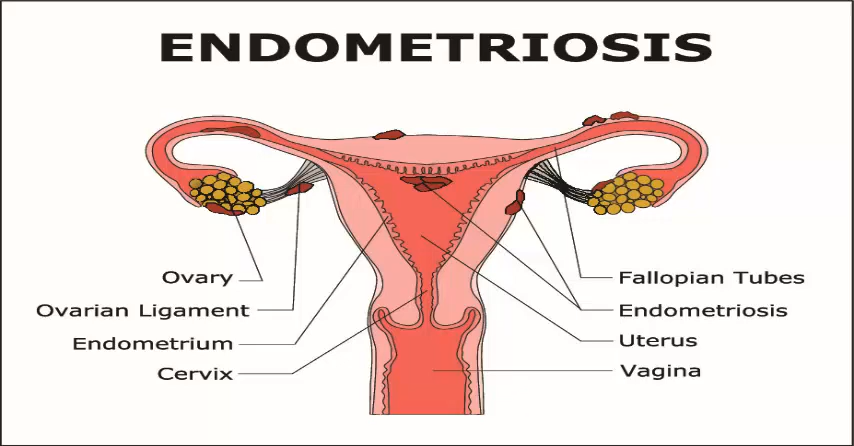 ENDOMETRIOSIS
Ovary
Ovarian Ligament
Endometrium
Cervix
Fallopian Tubes
Endometriosis
Uterus
Vagina